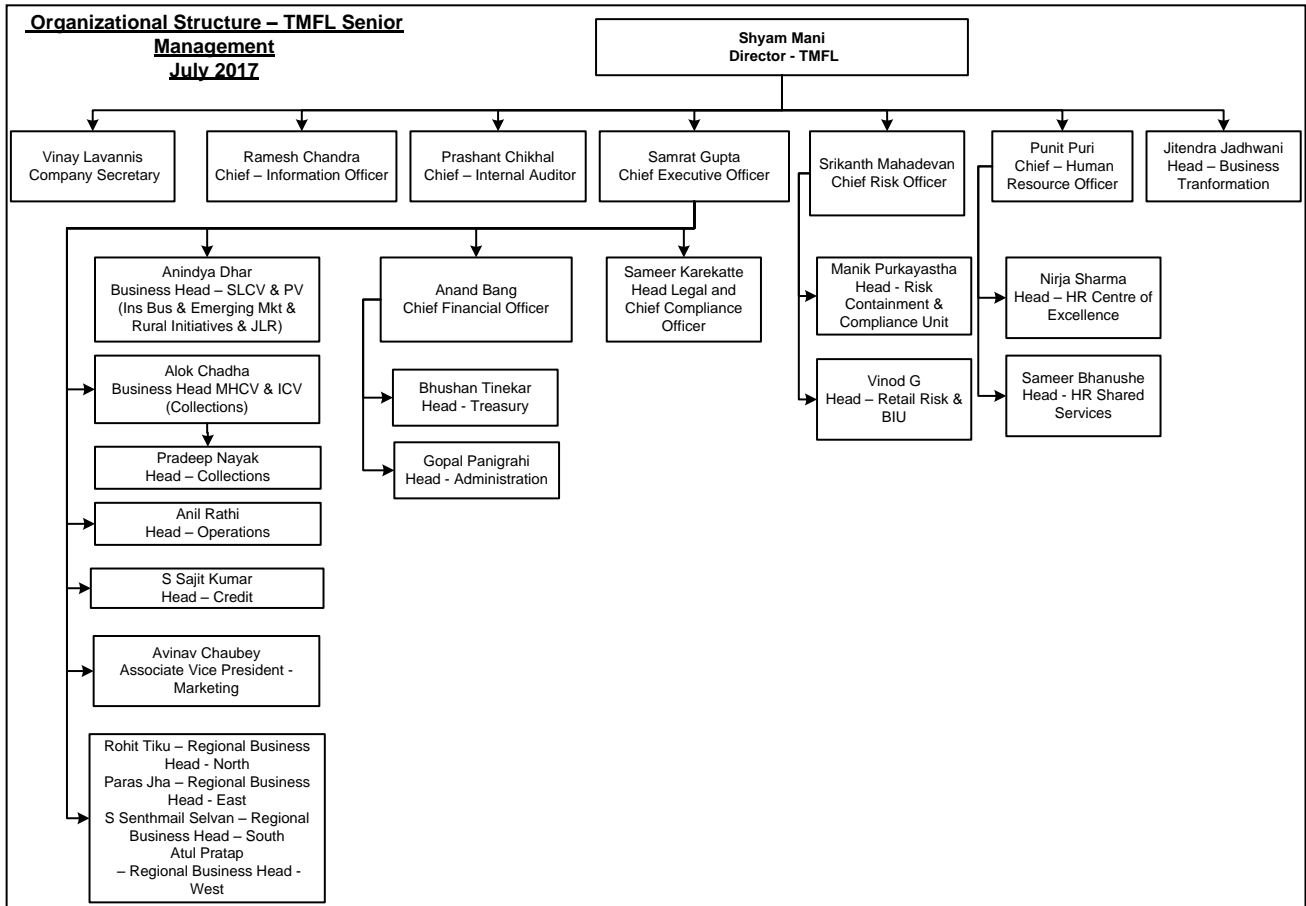 Organizational Structure – TMFL Senior
Management
July 2017
Shyam Mani
Director - TMFL
Vinay Lavannis
Company Secretary
Ramesh Chandra
Chief – Information Officer
Prashant Chikhal
Chief – Internal Auditor
Samrat Gupta
Chief Executive Officer
Srikanth Mahadevan
Chief Risk Officer
Punit Puri
Chief – Human
Resource Officer
Jitendra Jadhwani
Head – Business
Tranformation
Anindya Dhar
Business Head – SLCV & PV
(Ins Bus & Emerging Mkt &
Rural Initiatives & JLR)
Anand Bang
Chief Financial Officer
Sameer Karekatte
Head Legal and
Chief Compliance
Officer
Manik Purkayastha
Head - Risk
Containment &
Compliance Unit
Nirja Sharma
Head – HR Centre of
Excellence
Alok Chadha
Business Head MHCV & ICV
(Collections)
Bhushan Tinekar
Head - Treasury
Vinod G
Head – Retail Risk &
BIU
Sameer Bhanushe
Head - HR Shared
Services
Pradeep Nayak
Head – Collections
Gopal Panigrahi
Head - Administration
Anil Rathi
Head – Operations
S Sajit Kumar
Head – Credit
Avinav Chaubey
Associate Vice President -
Marketing
Rohit Tiku – Regional Business
Head - North
Paras Jha – Regional Business
Head - East
S Senthmail Selvan – Regional
Business Head – South
Atul Pratap
– Regional Business Head -
West